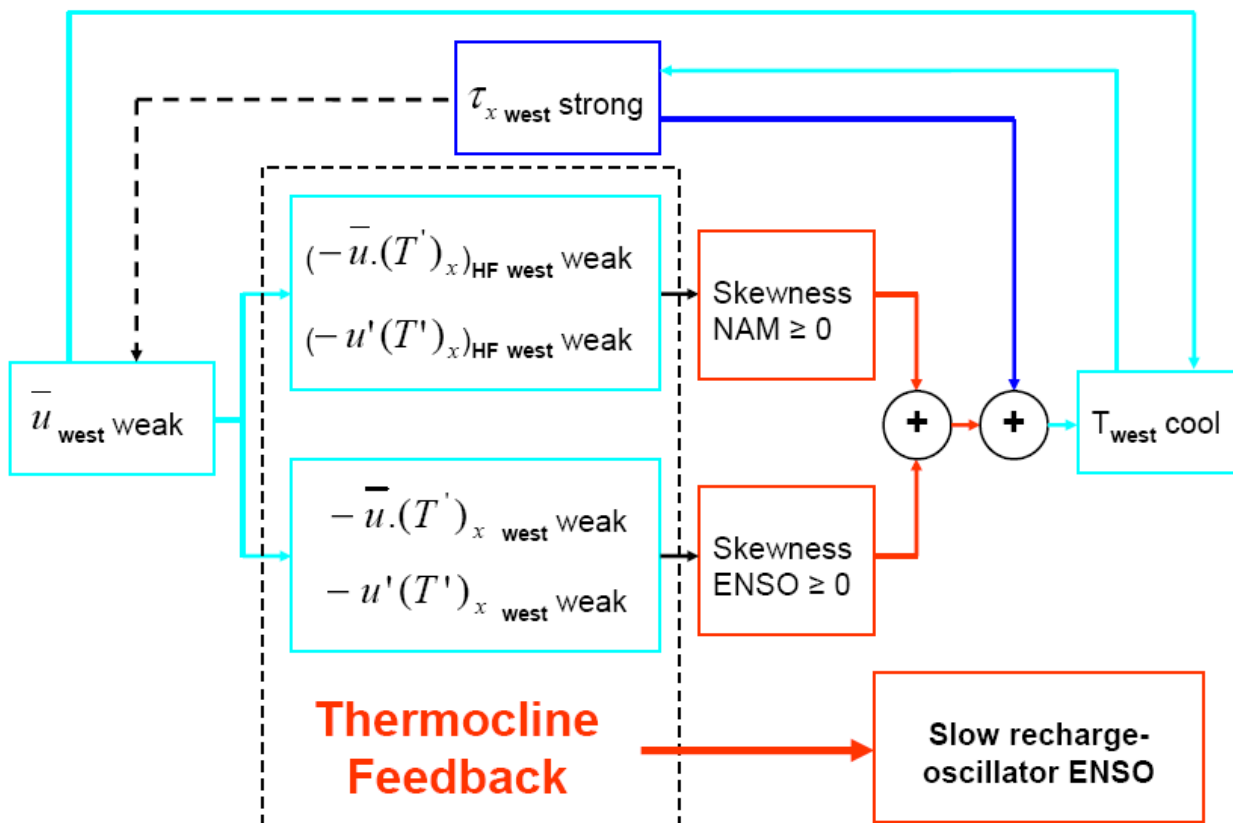 τx west strong
(−u̅.(T')x)HF west weak
(−u'(T')x)HF west weak
Skewness
NAM ≥ 0
u̅ west weak
+
+
Twest cool
−u̅.(T')x west weak
−u'(T')x west weak
Skewness
ENSO ≥ 0
Thermocline
Feedback
Slow recharge-
oscillator ENSO